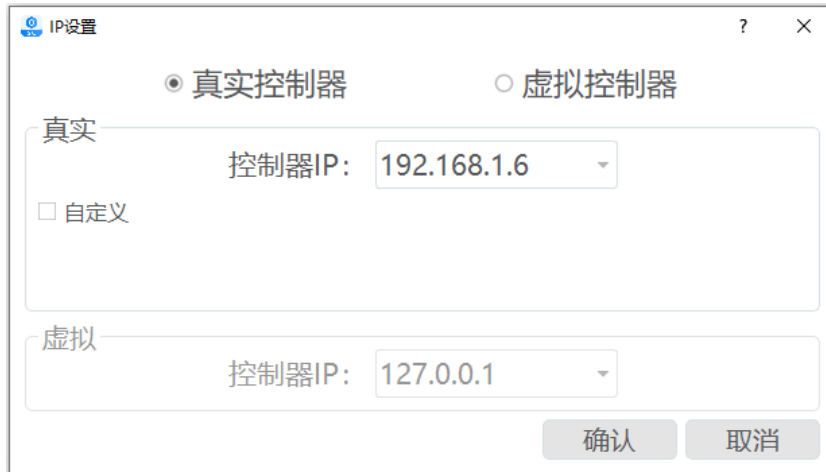 IP设置
真实控制器 虚拟控制器
真实
控制器IP: 192.168.1.6
自定义
虚拟
控制器IP: 127.0.0.1
确认 取消